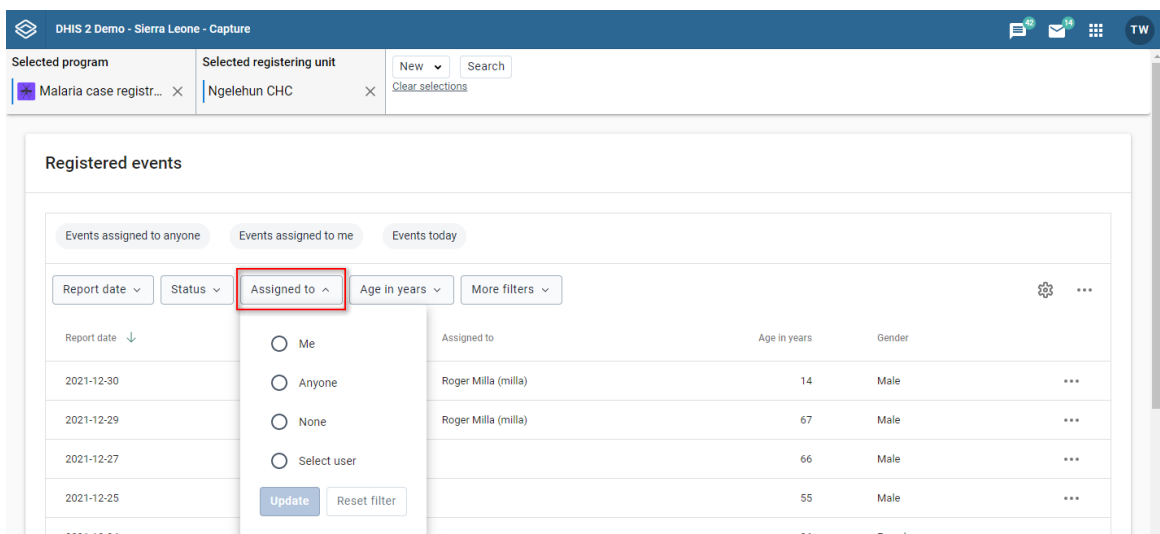 DHIS 2 Demo - Sierra Leone - Capture
42
14
TW
Selected program
Selected registering unit
New
Search
Malaria case registr...
Ngelehun CHC
Clear selections
Registered events
Events assigned to anyone
Events assigned to me
Events today
Report date
Status
Assigned to
Age in years
More filters
Report date
Assigned to
Age in years
Gender
Me
Anyone
None
Select user
Update
Reset filter
2021-12-30
Roger Milla (milla)
14
Male
2021-12-29
Roger Milla (milla)
67
Male
2021-12-27
66
Male
2021-12-25
55
Male